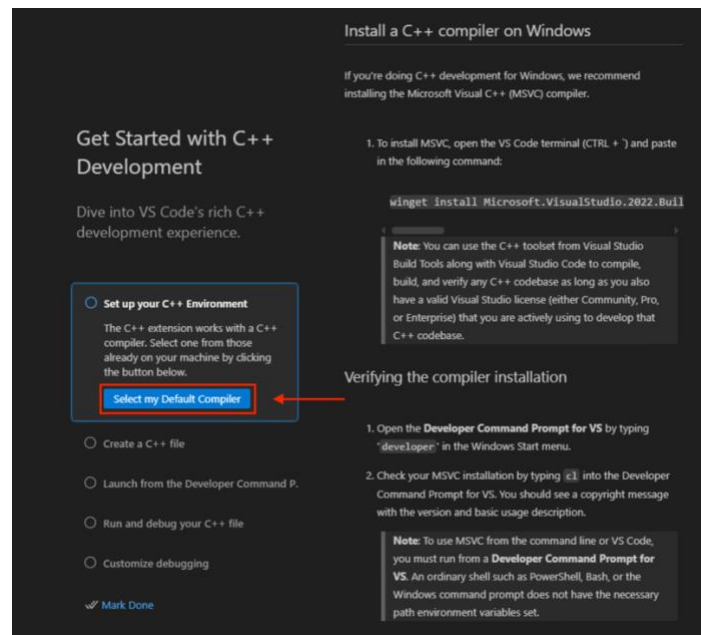 Get Started with C++
Development
Dive into VS Code's rich C++
development experience.
Set up your C++ Environment
The C++ extension works with a C++
compiler. Select one from those
already on your machine by clicking
the button below.
Select my Default Compiler
Create a C++ file
Launch from the Developer Command P.
Run and debug your C++ file
Customize debugging
Mark Done
Install a C++ compiler on Windows
If you're doing C++ development for Windows, we recommend
installing the Microsoft Visual C++ (MSVC) compiler.
1. To install MSVC, open the VS Code terminal (CTRL + `) and paste
in the following command:
winget install Microsoft.VisualStudio.2022.Buil
Note: You can use the C++ toolset from Visual Studio
Build Tools along with Visual Studio Code to compile,
build, and verify any C++ codebase as long as you also
have a valid Visual Studio license (either Community, Pro,
or Enterprise) that you are actively using to develop that
C++ codebase.
Verifying the compiler installation
1. Open the Developer Command Prompt for VS by typing
'developer' in the Windows Start menu.
2. Check your MSVC installation by typing cl into the Developer
Command Prompt for VS. You should see a copyright message
with the version and basic usage description.
Note: To use MSVC from the command line or VS Code,
you must run from a Developer Command Prompt for
VS. An ordinary shell such as PowerShell, Bash, or the
Windows command prompt does not have the necessary
path environment variables set.